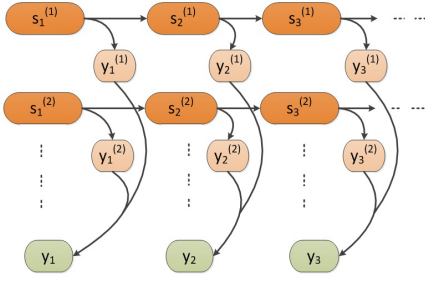 s₁⁽¹⁾ s₂⁽¹⁾ s₃⁽¹⁾
y₁⁽¹⁾ y₂⁽¹⁾ y₃⁽¹⁾
s₁⁽²⁾ s₂⁽²⁾ s₃⁽²⁾
y₁⁽²⁾ y₂⁽²⁾ y₃⁽²⁾
y₁ y₂ y₃